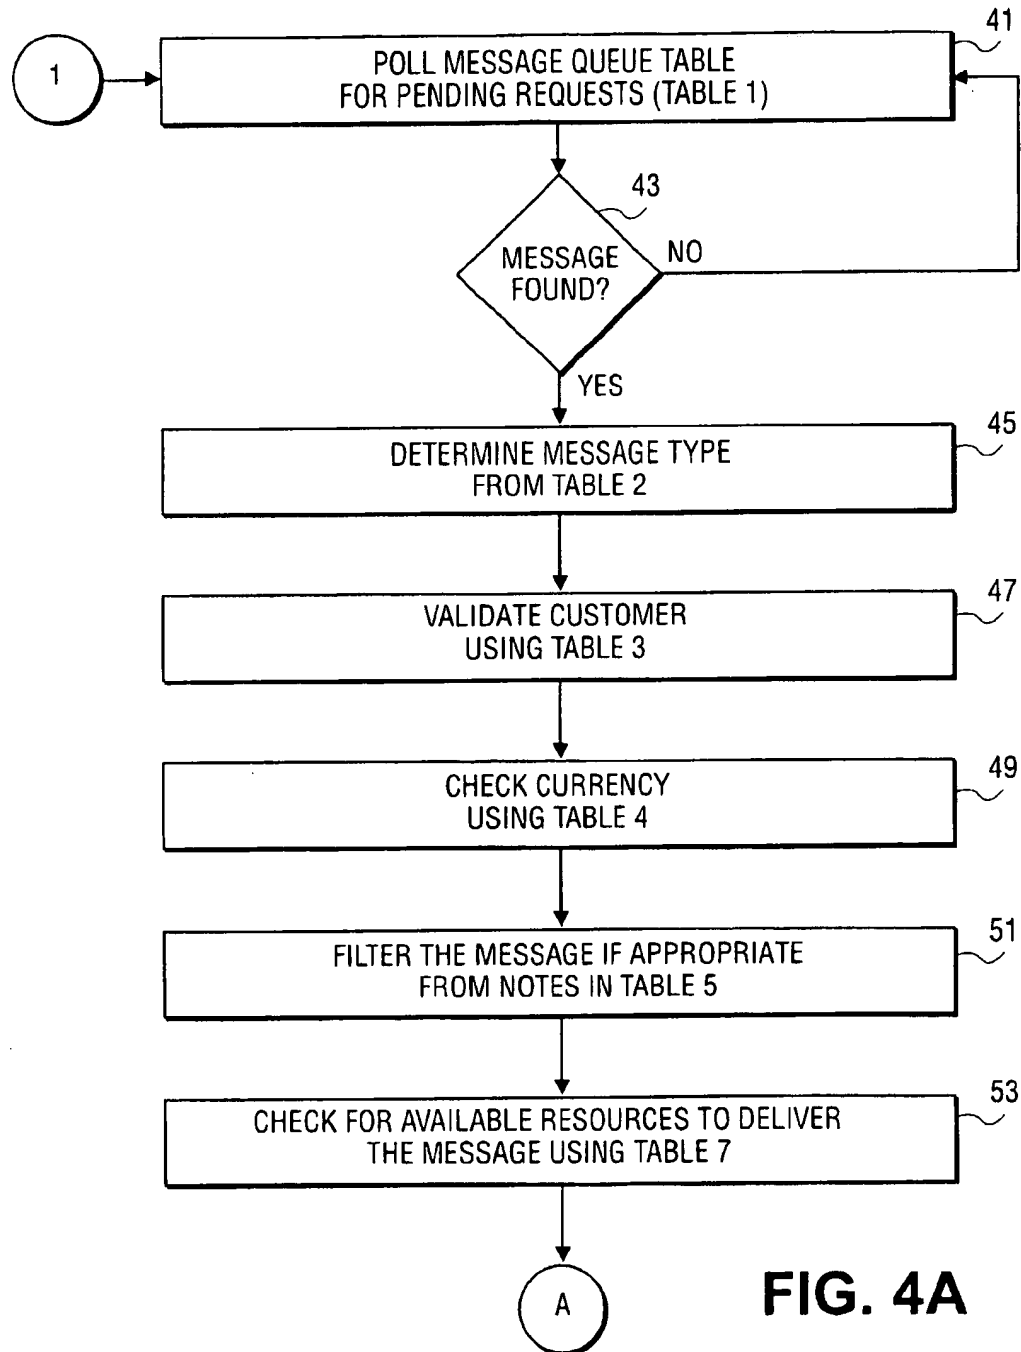 41
1
POLL MESSAGE QUEUE TABLE
FOR PENDING REQUESTS (TABLE 1)
43
MESSAGE
FOUND?
NO
YES
45
DETERMINE MESSAGE TYPE
FROM TABLE 2
47
VALIDATE CUSTOMER
USING TABLE 3
49
CHECK CURRENCY
USING TABLE 4
51
FILTER THE MESSAGE IF APPROPRIATE
FROM NOTES IN TABLE 5
53
CHECK FOR AVAILABLE RESOURCES TO DELIVER
THE MESSAGE USING TABLE 7
A
FIG. 4A